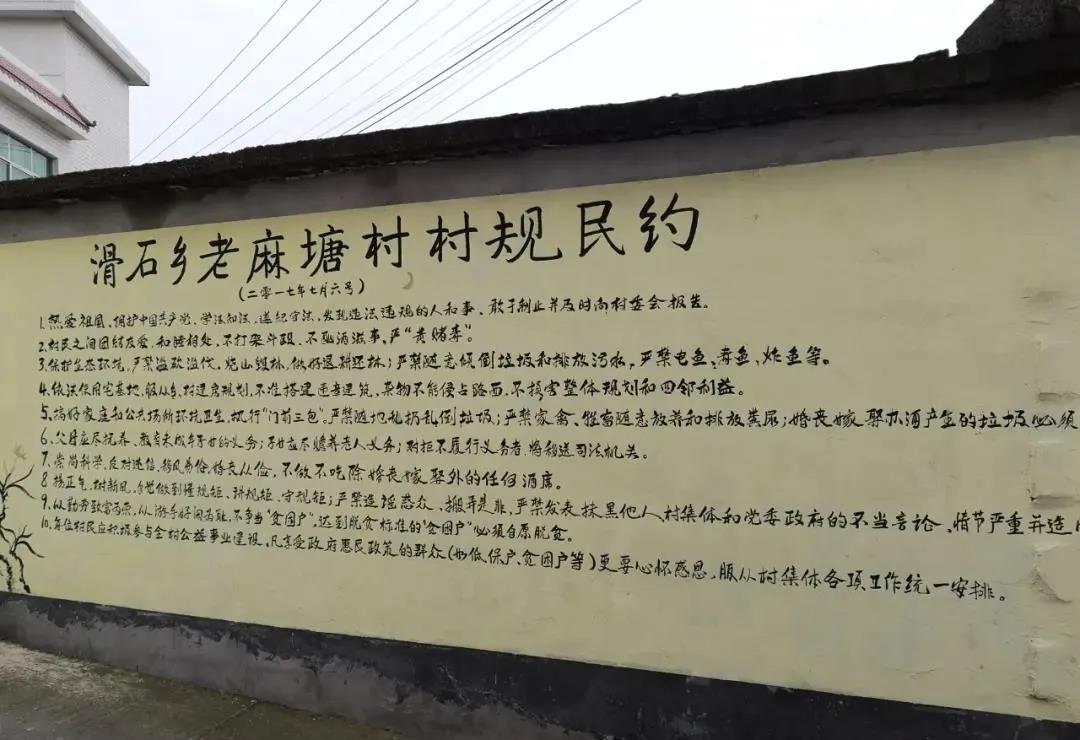 滑石乡老麻塘村村规民约
(二零一七年七月六号)
1.热爱祖国、拥护中国共产党、学法知法、遵纪守法、发现违法违规的人和事、敢于制止并及时向村委会报告。
2.村民之间团结友爱、和睦相处、不打架斗殴、不酗酒滋事,严“黄赌毒”。
3.保护生态环境,严禁滥砍滥伐、烧山毁林,做好退耕还林;严禁随意倾倒垃圾和排放污水,严禁电鱼、毒鱼、炸鱼等。
4.依法使用宅基地、服从乡村建房规划,不准搭建违章建筑,杂物不能侵占路面,不损害整体规划和四邻利益。
5.搞好家庭和公共场所环境卫生,执行“门前三包”,严禁随地乱扔乱倒垃圾;严禁家禽、牲畜随意放养和排放粪尿;婚丧嫁娶办酒产生的垃圾必须
6.父母应尽抚养、教育未成年子女的义务;子女应尽赡养老人义务;对拒不履行义务者,将移送司法机关。
7.崇尚科学,反对迷信,移风易俗,婚丧从俭,不做不吃除婚丧嫁娶外的任何酒席。
8.扬正气,树新风,自觉做到懂规矩、讲规矩、守规矩;严禁造谣惑众、搬弄是非,严禁发表抹黑他人村集体和党委政府的不当言论、情节严重并造
9.以勤劳致富为荣,以游手好闲为耻,不争当“贫困户”,达到脱贫标准的“贫困户”必须自愿脱贫。
10.每位村民应积极参与全村公益事业建设,凡享受政府惠民政策的群众(如低保户、贫困户等)更要心怀感恩,服从村集体各项工作统一安排。